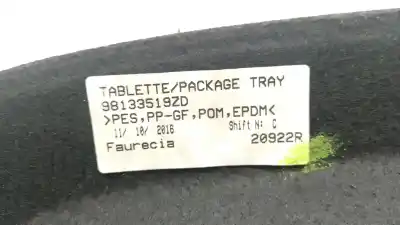 TABLETTE/PACKAGE TRAY
98133519ZD
>PES,PP-GF,POM,EPDM<
11/ 10/ 2016 Shift N: C
Faurecia 20922R